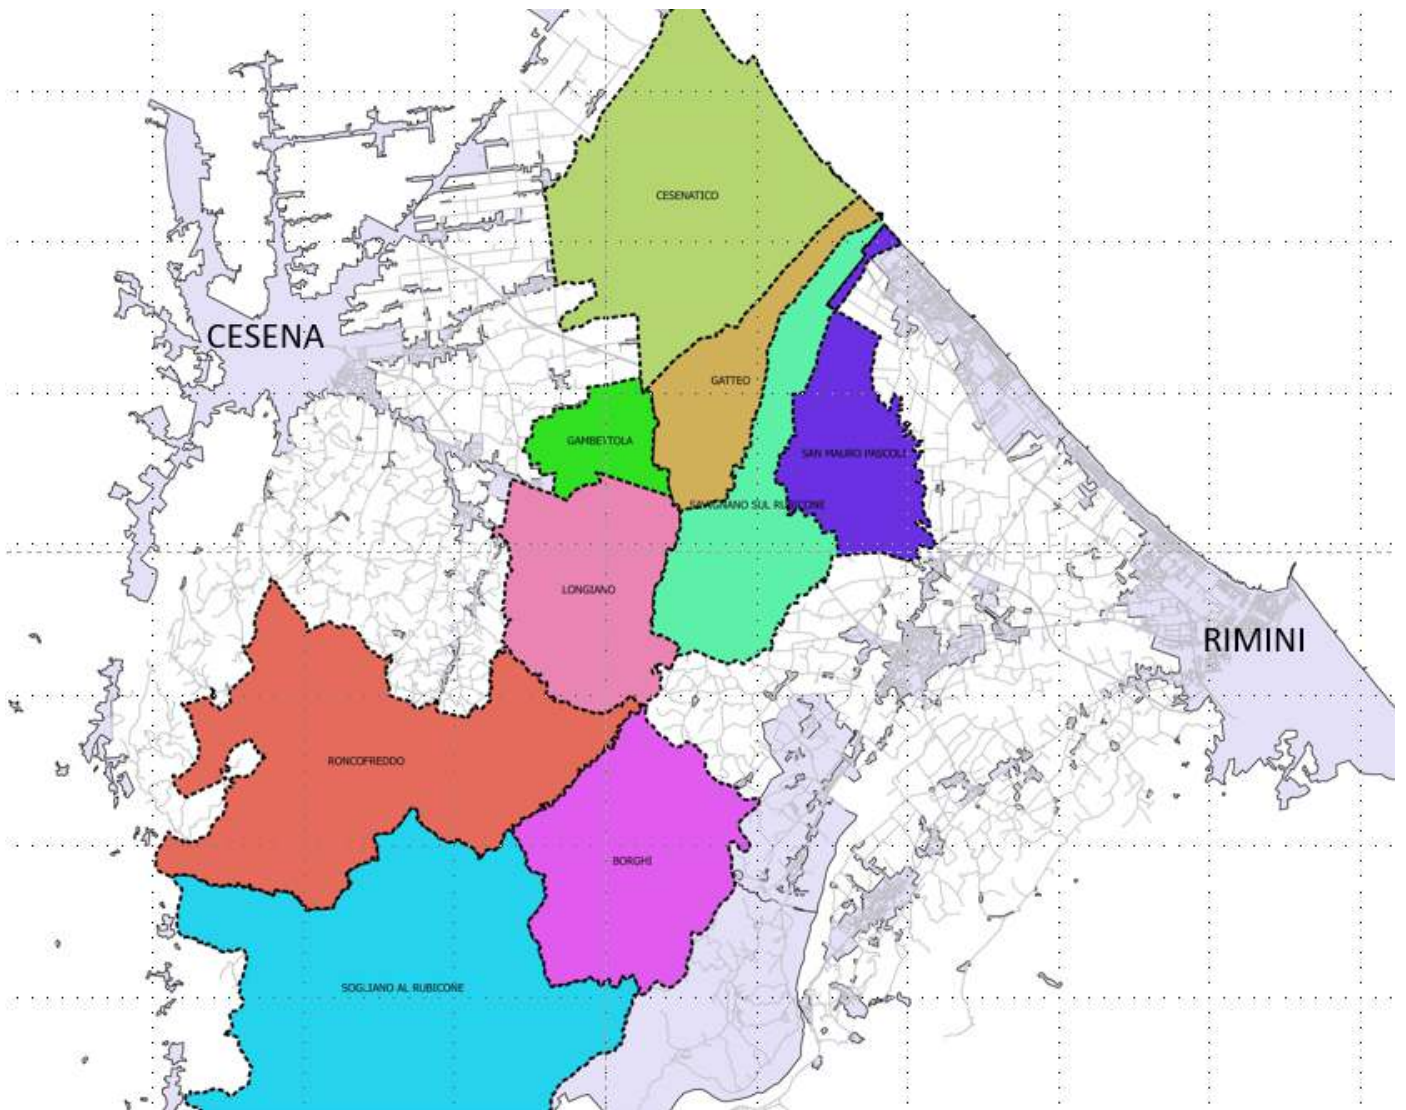 CESENATICO
CESENA
GATTEO
GAMBETTOLA
SAN MAURO PASCOLI
SAVIGNANO SUL RUBICONE
LONGIANO
RIMINI
RONCOFREDDO
BORGHI
SOGLIANO AL RUBICONE